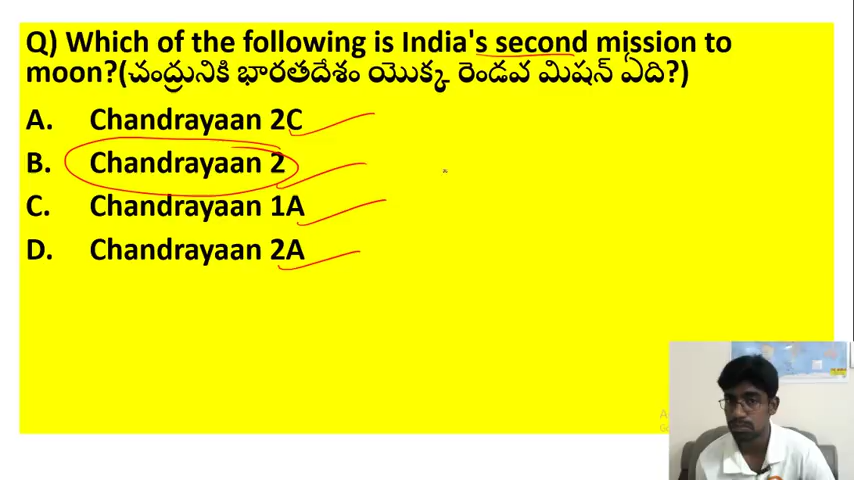 Q) Which of the following is India's second mission to
moon?(చంద్రునికి భారతదేశం యొక్క రెండవ మిషన్ ఏది?)
A. Chandrayaan 2C
B. Chandrayaan 2
C. Chandrayaan 1A
D. Chandrayaan 2A